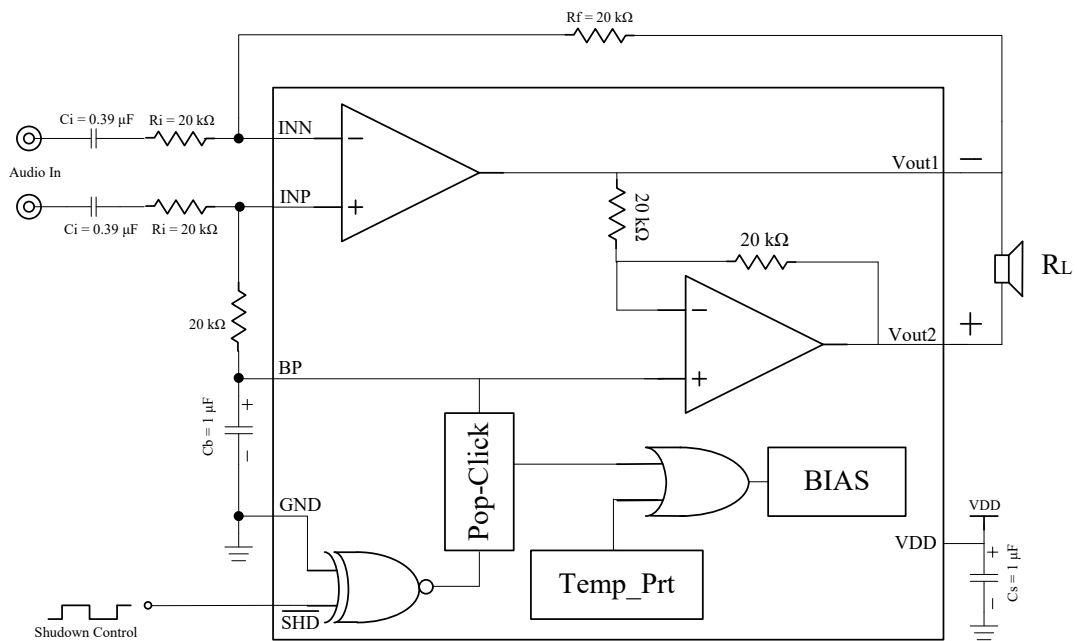 Rf = 20 kΩ
Ci = 0.39 μF
Ri = 20 kΩ
INN
−
Audio In
Vout1
−
INP
+
Ci = 0.39 μF
Ri = 20 kΩ
20 kΩ
20 kΩ
RL
20 kΩ
−
Vout2
+
BP
+
Cb = 1 μF
+
−
Pop-Click
BIAS
GND
VDD
VDD
+
Cs = 1 μF
−
Temp_Prt
SHD
Shudown Control